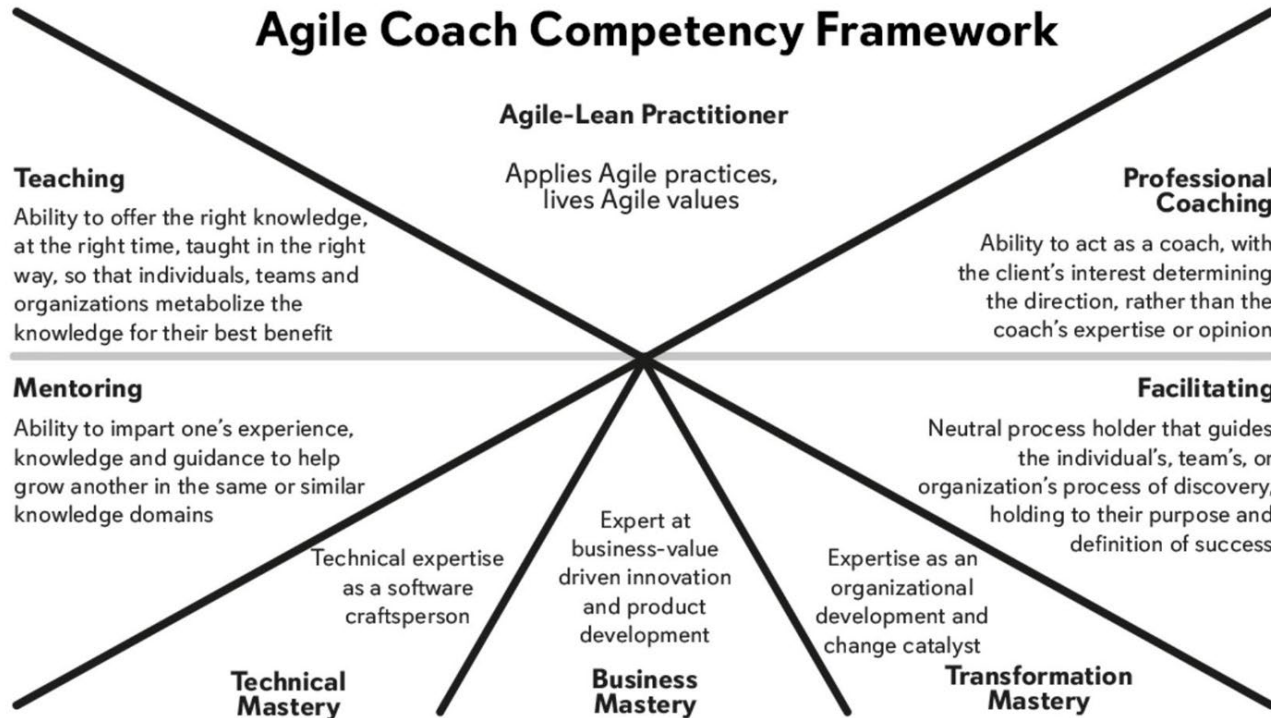 Agile Coach Competency Framework
Agile-Lean Practitioner
Applies Agile practices,
lives Agile values
Teaching
Ability to offer the right knowledge,
at the right time, taught in the right
way, so that individuals, teams and
organizations metabolize the
knowledge for their best benefit
Professional
Coaching
Ability to act as a coach, with
the client's interest determining
the direction, rather than the
coach's expertise or opinion
Mentoring
Ability to impart one's experience,
knowledge and guidance to help
grow another in the same or similar
knowledge domains
Facilitating
Neutral process holder that guides
the individual's, team's, or
organization's process of discovery,
holding to their purpose and
definition of success
Technical expertise
as a software
craftsperson
Technical
Mastery
Expert at
business-value
driven innovation
and product
development
Business
Mastery
Expertise as an
organizational
development and
change catalyst
Transformation
Mastery